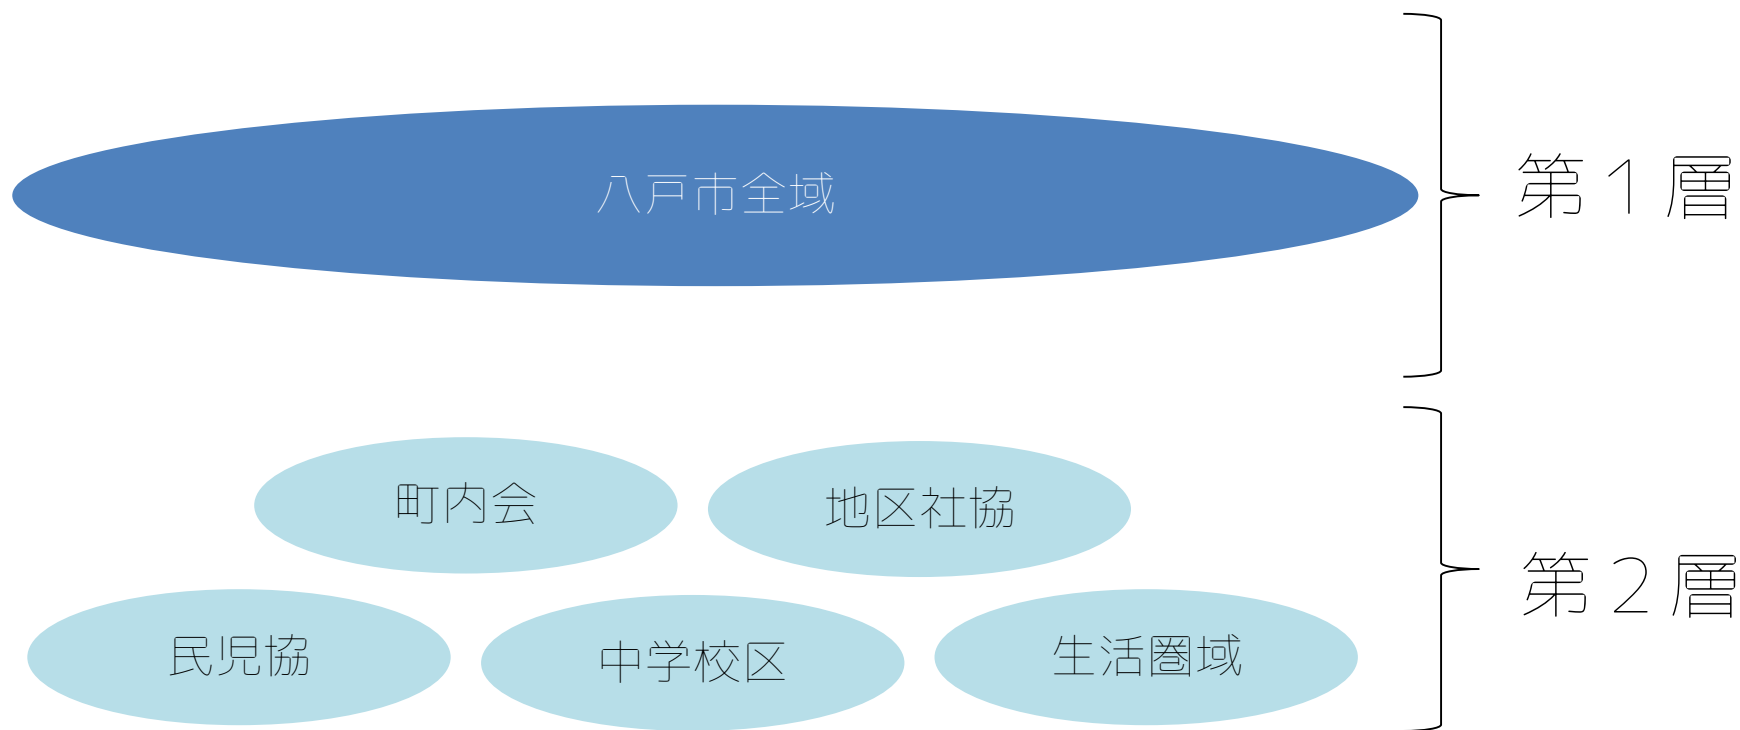 八戸市全域
第１層
町内会
地区社協
民児協
中学校区
生活圏域
第２層